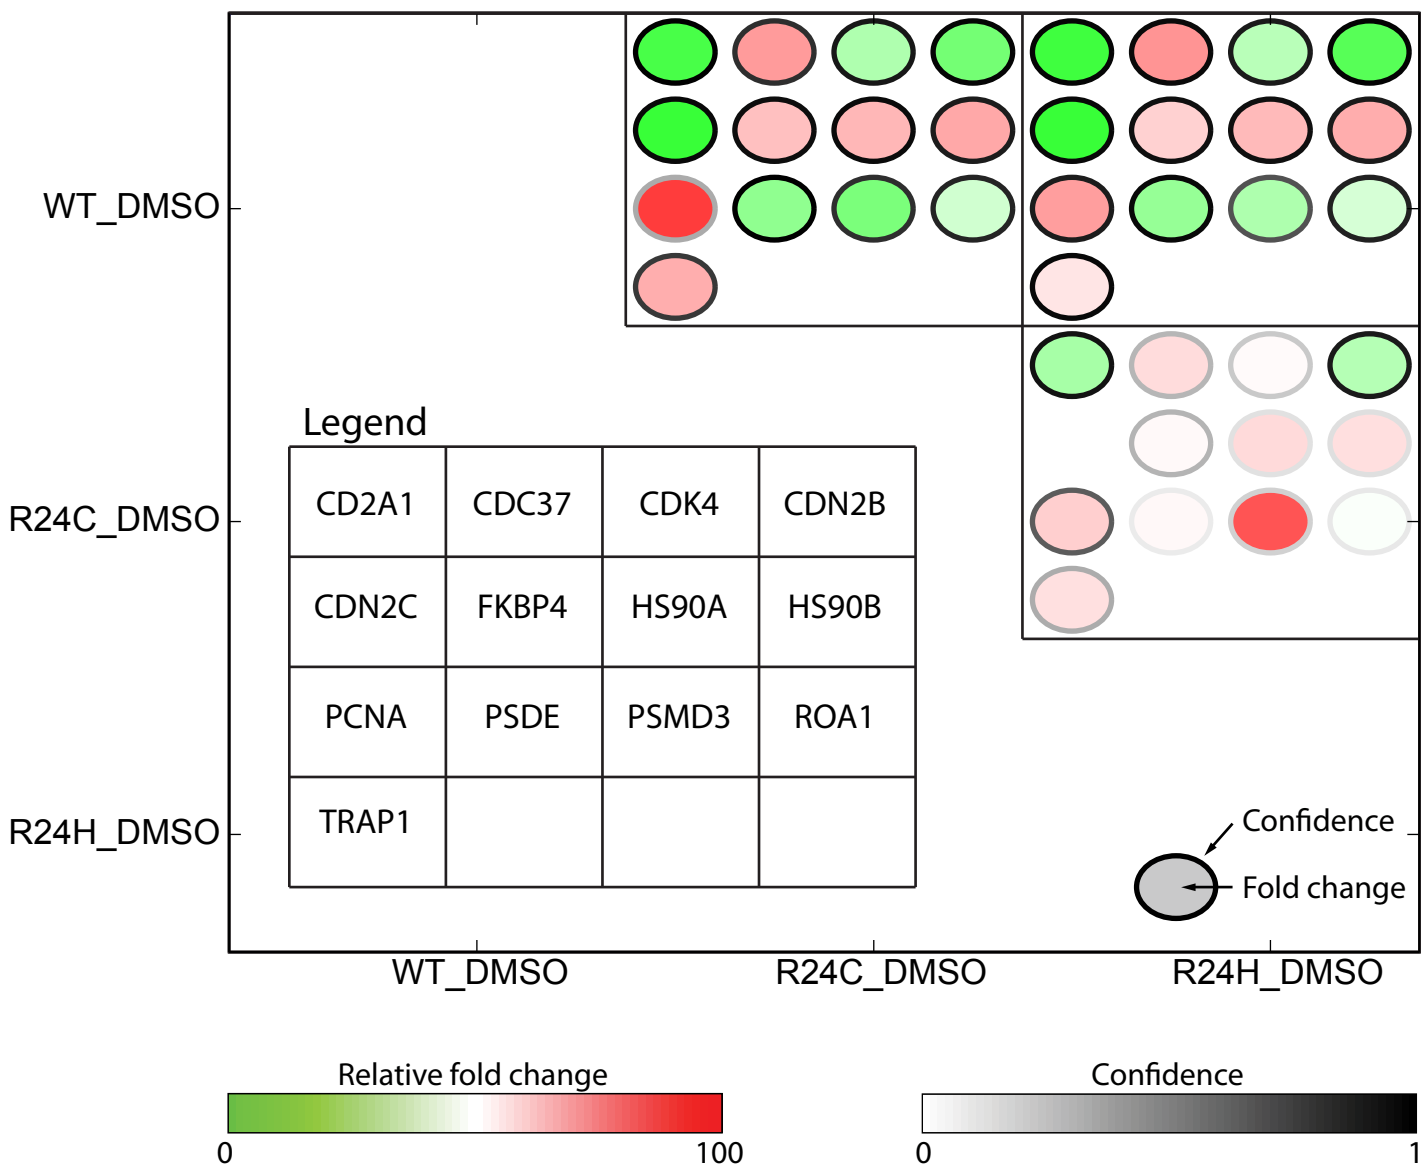 WT_DMSO
Legend
CD2A1 CDC37 CDK4 CDN2B
R24C_DMSO
CDN2C FKBP4 HS90A HS90B
PCNA PSDE PSMD3 ROA1
TRAP1
R24H_DMSO
Confidence
Fold change
WT_DMSO R24C_DMSO R24H_DMSO
Relative fold change Confidence
0 100 0 1